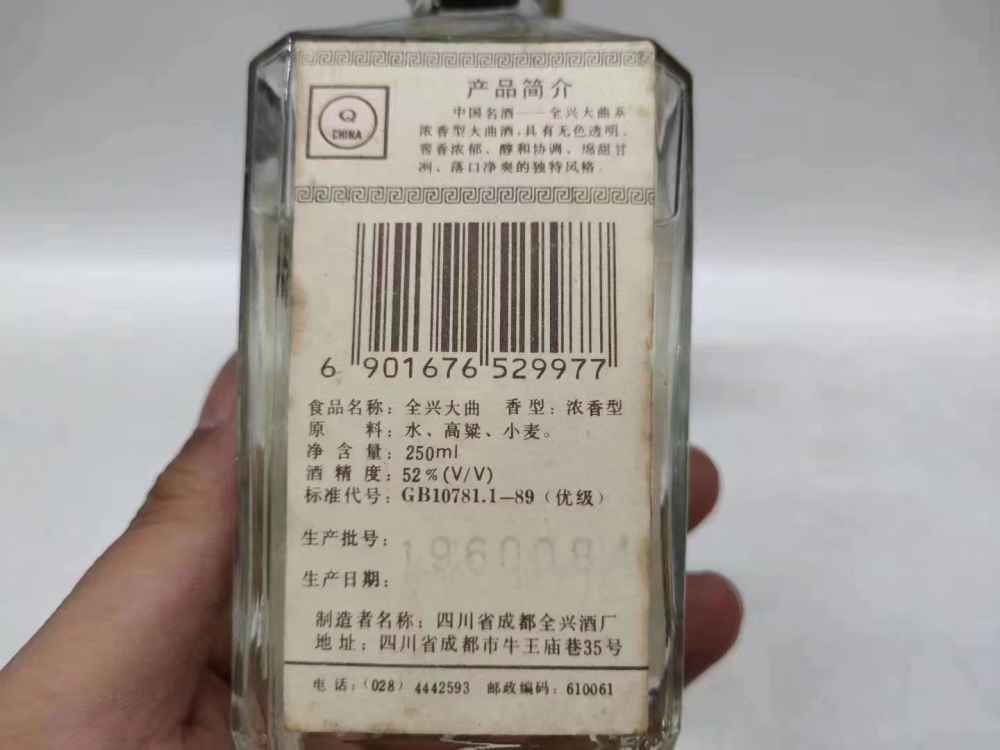 产品简介
Q
CHINA
中国名酒——全兴大曲系
浓香型大曲酒，具有无色透明、
窖香浓郁、醇和协调、绵甜甘
冽、落口净爽的独特风格.
6 901676 529977
食品名称：全兴大曲 香型：浓香型
原 料：水、高粱、小麦。
净含量：250ml
酒精度：52%(V/V)
标准代号：GB10781.1—89（优级）
生产批号：
生产日期：
制造者名称：四川省成都全兴酒厂
地址：四川省成都市牛王庙巷35号
电话：（028）4442593 邮政编码：610061